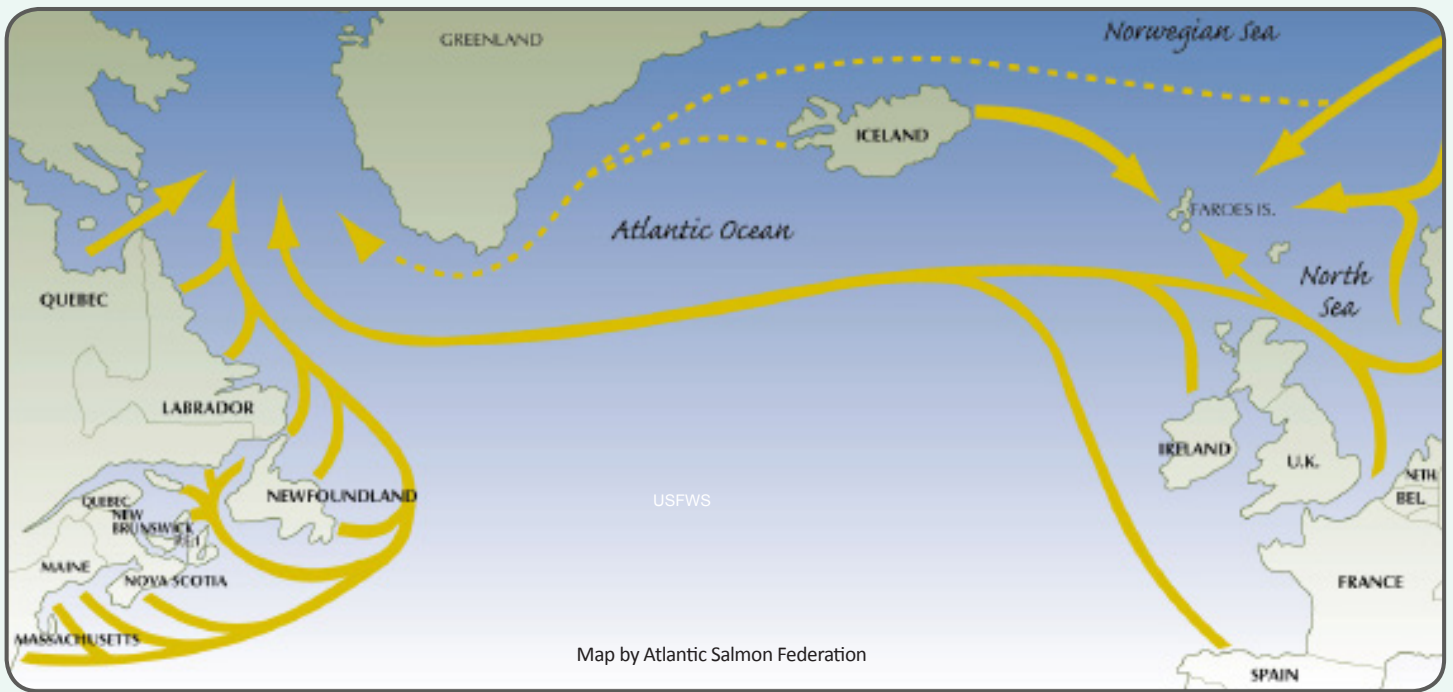 GREENLAND
Norwegian Sea
ICELAND
FAROES IS.
Atlantic Ocean
North
Sea
QUEBEC
LABRADOR
IRELAND
U.K.
NETH.
BEL.
QUEBEC
NEW
BRUNSWICK
P.E.I
NEWFOUNDLAND
USFWS
MAINE
NOVA SCOTIA
FRANCE
MASSACHUSETTS
Map by Atlantic Salmon Federation
SPAIN